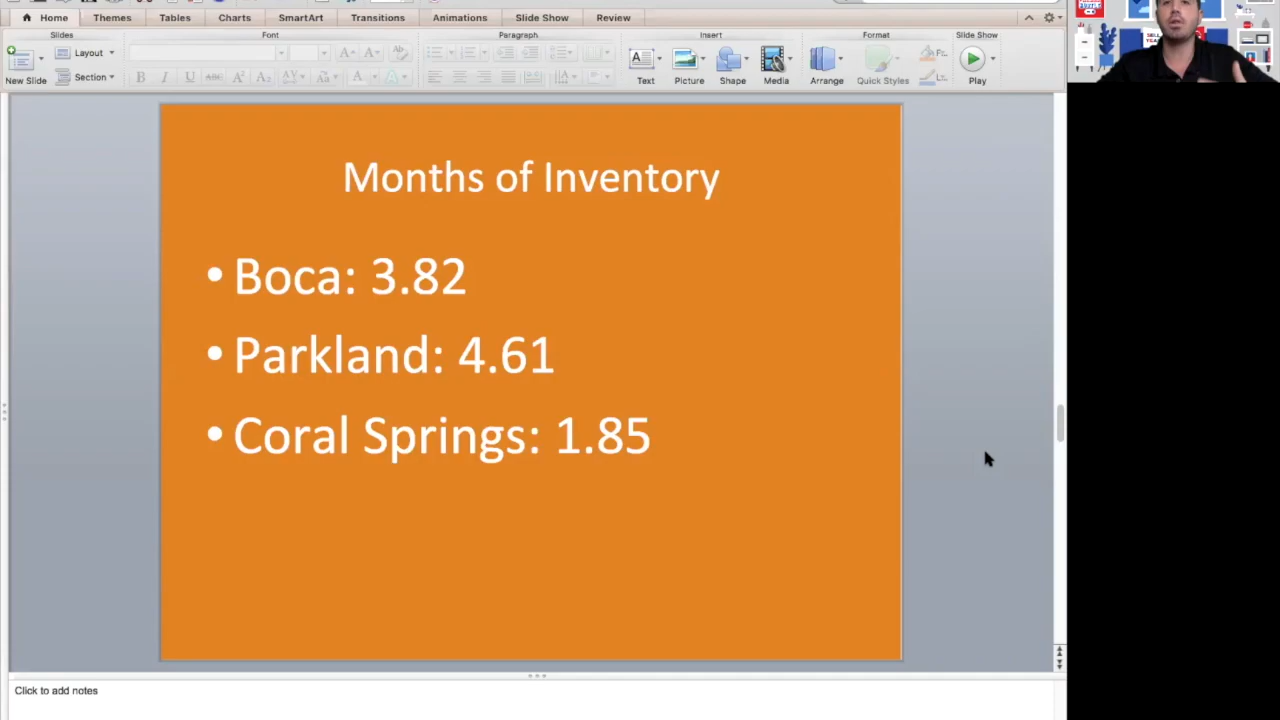 Home Themes Tables Charts SmartArt Transitions Animations Slide Show Review
Slides Font Paragraph Insert Format Slide Show
New Slide Layout Section Text Picture Shape Media Arrange Quick Styles Play
Months of Inventory
• Boca: 3.82
• Parkland: 4.61
• Coral Springs: 1.85
Click to add notes